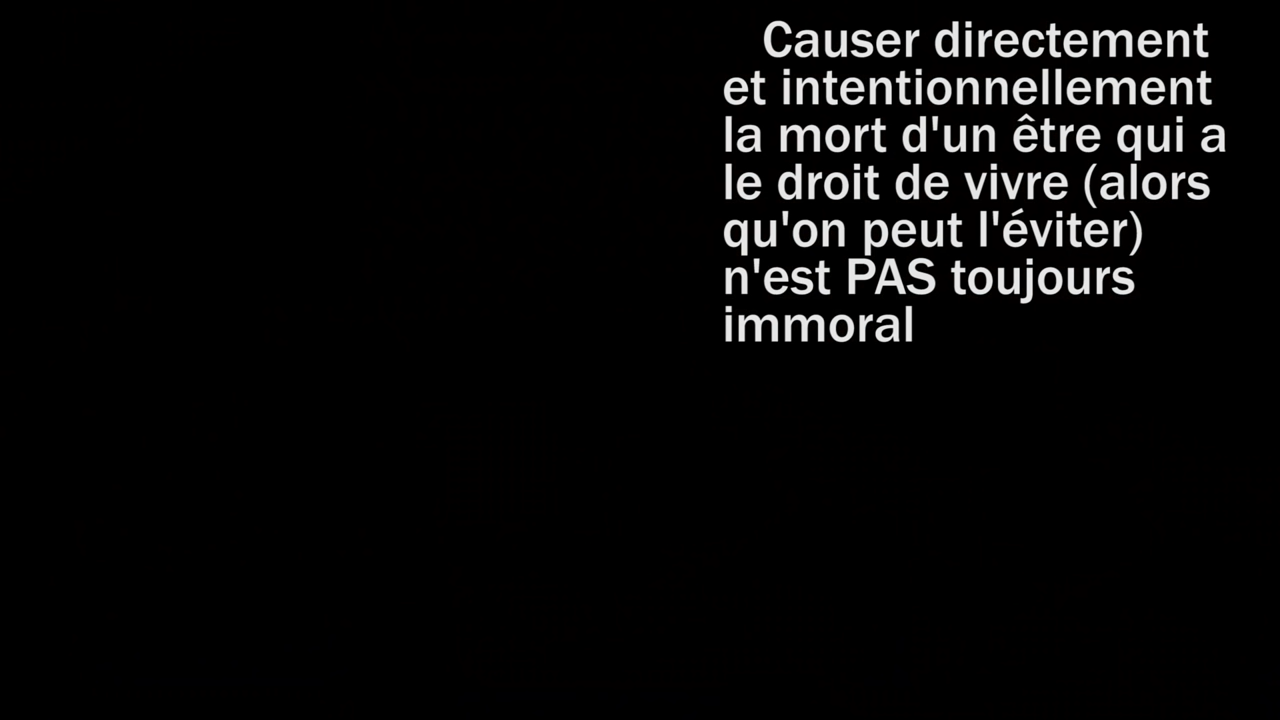 Causer directement
et intentionnellement
la mort d'un être qui a
le droit de vivre (alors
qu'on peut l'éviter)
n'est PAS toujours
immoral